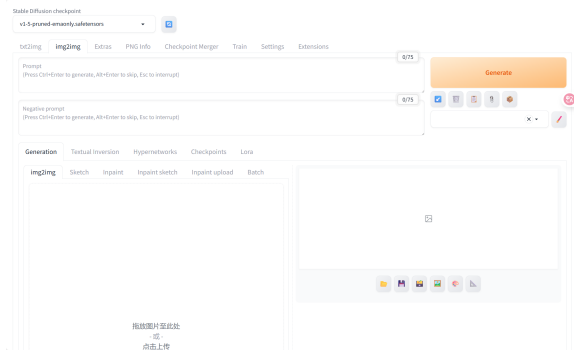 Stable Diffusion checkpoint
v1-5-pruned-emaonly.safetensors
txt2img img2img Extras PNG Info Checkpoint Merger Train Settings Extensions
0/75
Prompt
(Press Ctrl+Enter to generate, Alt+Enter to skip, Esc to interrupt)
Generate
0/75
Negative prompt
(Press Ctrl+Enter to generate, Alt+Enter to skip, Esc to interrupt)
Generation Textual Inversion Hypernetworks Checkpoints Lora
img2img Sketch Inpaint Inpaint sketch Inpaint upload Batch
拖放图片至此处
- 或 -
点击上传